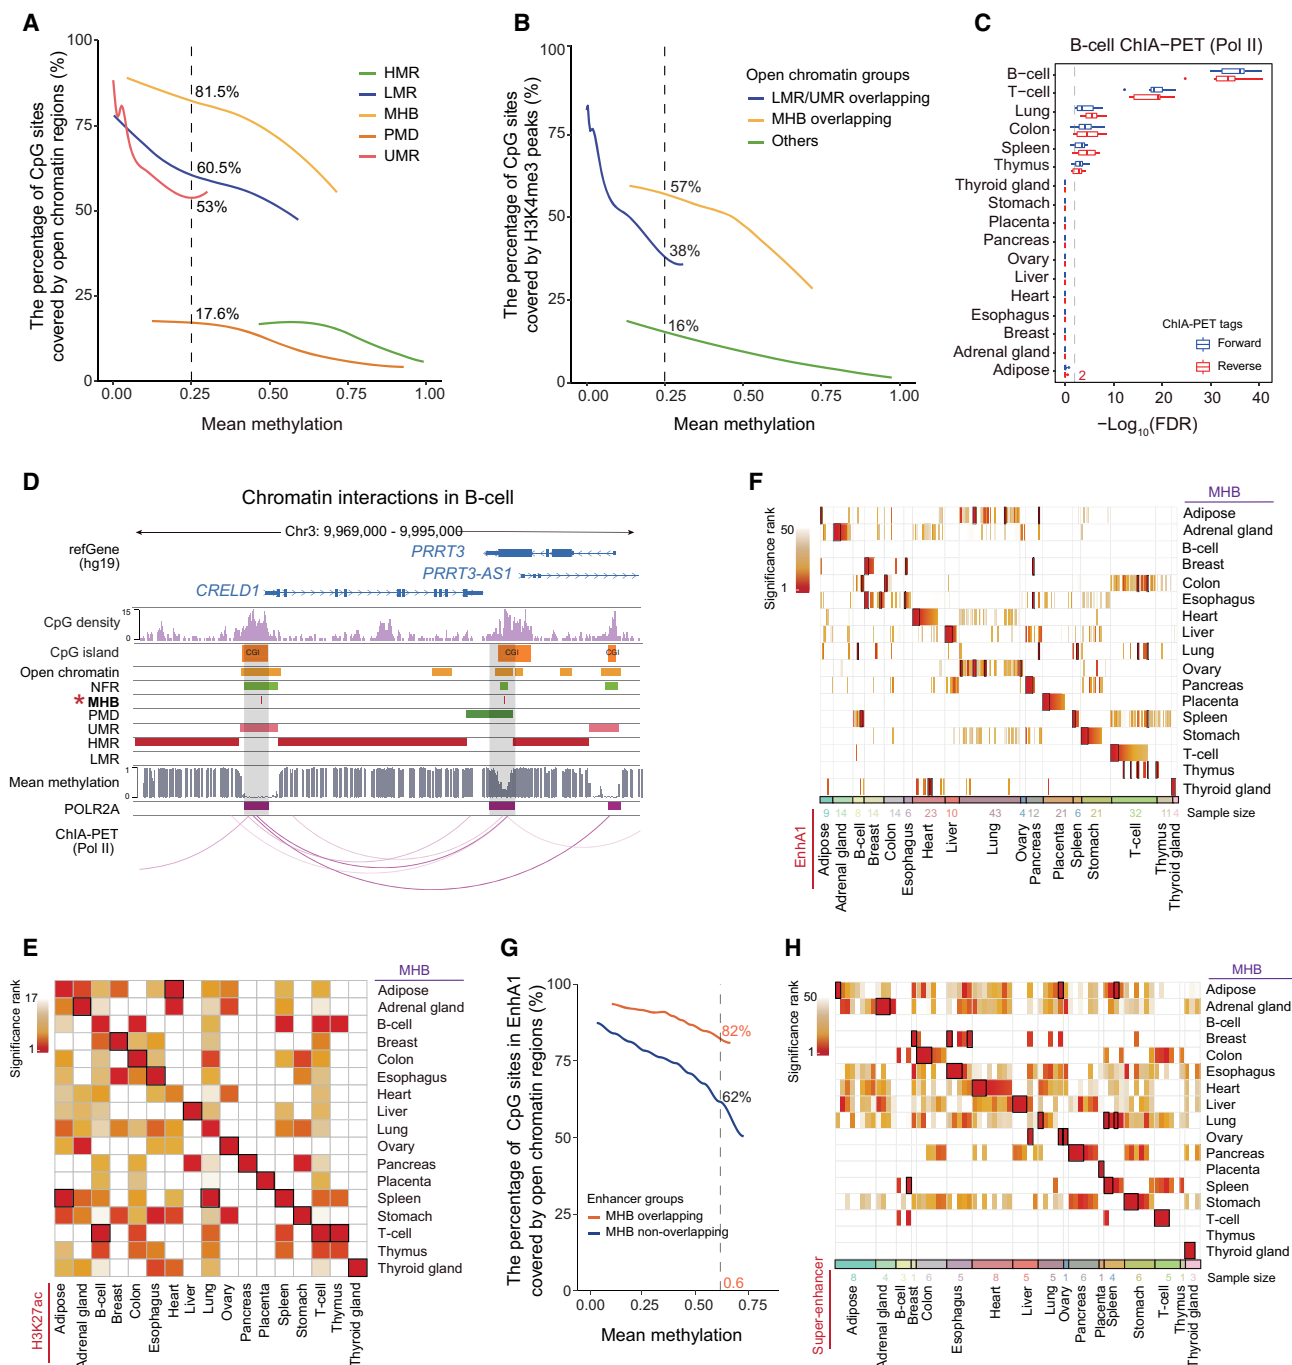 A
The percentage of CpG sites
covered by open chromatin regions (%)
100
75
50
25
0
81.5%
60.5%
53%
17.6%
HMR
LMR
MHB
PMD
UMR
0.00
0.25
0.50
0.75
1.00
Mean methylation
B
The percentage of CpG sites
covered by H3K4me3 peaks (%)
100
75
50
25
0
57%
38%
16%
Open chromatin groups
LMR/UMR overlapping
MHB overlapping
Others
0.00
0.25
0.50
0.75
1.00
Mean methylation
C
B-cell ChIA−PET (Pol II)
B−cell
T−cell
Lung
Colon
Spleen
Thymus
Thyroid gland
Stomach
Placenta
Pancreas
Ovary
Liver
Heart
Esophagus
Breast
Adrenal gland
Adipose
2
ChIA-PET tags
Forward
Reverse
0
10
20
30
40
−Log10(FDR)
D
Chromatin interactions in B-cell
Chr3: 9,969,000 - 9,995,000
refGene
(hg19)
PRRT3
PRRT3-AS1
CRELD1
CpG density
15
0
CpG island
CGI
CGI
CGI
Open chromatin
NFR
* MHB
PMD
UMR
HMR
LMR
Mean methylation
1
0
POLR2A
ChIA-PET
(Pol II)
F
MHB
Significance rank
50
1
Adipose
Adrenal gland
B-cell
Breast
Colon
Esophagus
Heart
Liver
Lung
Ovary
Pancreas
Placenta
Spleen
Stomach
T-cell
Thymus
Thyroid gland
9 14 8 14 14 6 23 10 43 4 12 21 6 21 32 11 4 Sample size
EnhA1
Adipose
Adrenal gland
B-cell
Breast
Colon
Esophagus
Heart
Liver
Lung
Ovary
Pancreas
Placenta
Spleen
Stomach
T-cell
Thymus
Thyroid gland
E
MHB
Significance rank
17
1
Adipose
Adrenal gland
B-cell
Breast
Colon
Esophagus
Heart
Liver
Lung
Ovary
Pancreas
Placenta
Spleen
Stomach
T-cell
Thymus
Thyroid gland
H3K27ac
Adipose
Adrenal gland
B-cell
Breast
Colon
Esophagus
Heart
Liver
Lung
Ovary
Pancreas
Placenta
Spleen
Stomach
T-cell
Thymus
Thyroid gland
G
The percentage of CpG sites in EnhA1
covered by open chromatin regions (%)
100
75
50
25
0
82%
62%
Enhancer groups
MHB overlapping
MHB non-overlapping
0.6
0.00
0.25
0.50
0.75
Mean methylation
H
MHB
Significance rank
50
1
Adipose
Adrenal gland
B-cell
Breast
Colon
Esophagus
Heart
Liver
Lung
Ovary
Pancreas
Placenta
Spleen
Stomach
T-cell
Thymus
Thyroid gland
8 4 3 1 6 5 8 5 5 1 6 1 4 6 5 1 3 Sample size
Super-enhancer
Adipose
Adrenal gland
B-cell
Breast
Colon
Esophagus
Heart
Liver
Lung
Ovary
Pancreas
Placenta
Spleen
Stomach
T-cell
Thymus
Thyroid gland